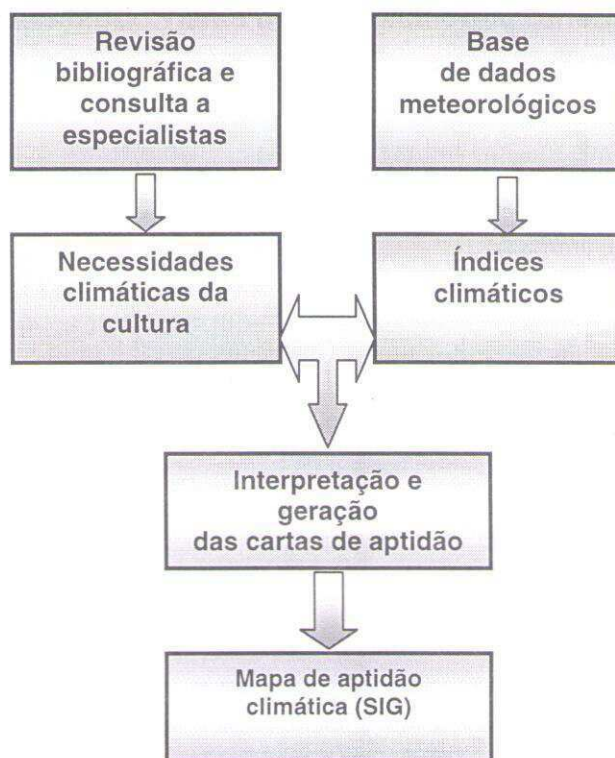 Revisão
bibliográfica e
consulta a
especialistas
Base
de dados
meteorológicos
Necessidades
climáticas da
cultura
Índices
climáticos
Interpretação e
geração
das cartas de aptidão
Mapa de aptidão
climática (SIG)